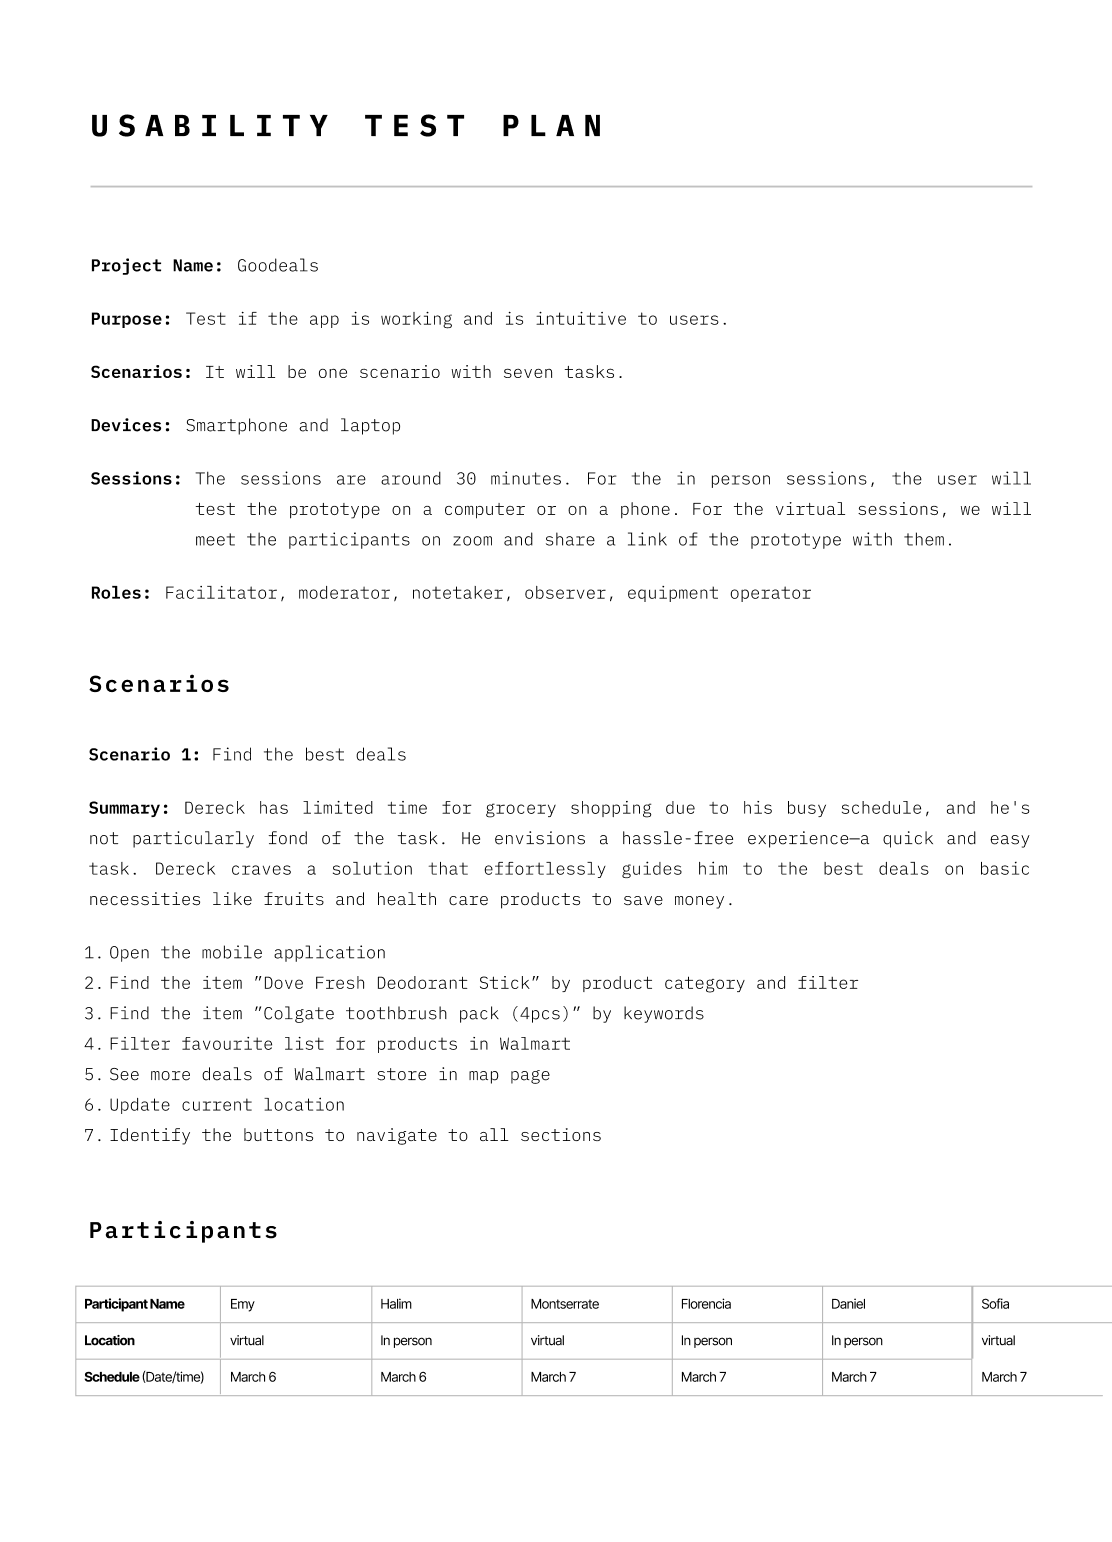 USABILITY TEST PLAN
Project Name: Goodeals
Purpose: Test if the app is working and is intuitive to users.
Scenarios: It will be one scenario with seven tasks.
Devices: Smartphone and laptop
Sessions: The sessions are around 30 minutes. For the in person sessions, the user will
test the prototype on a computer or on a phone. For the virtual sessions, we will
meet the participants on zoom and share a link of the prototype with them.
Roles: Facilitator, moderator, notetaker, observer, equipment operator
Scenarios
Scenario 1: Find the best deals
Summary: Dereck has limited time for grocery shopping due to his busy schedule, and he's
not particularly fond of the task. He envisions a hassle-free experience—a quick and easy
task. Dereck craves a solution that effortlessly guides him to the best deals on basic
necessities like fruits and health care products to save money.
1. Open the mobile application
2. Find the item ”Dove Fresh Deodorant Stick” by product category and filter
3. Find the item ”Colgate toothbrush pack (4pcs)” by keywords
4. Filter favourite list for products in Walmart
5. See more deals of Walmart store in map page
6. Update current location
7. Identify the buttons to navigate to all sections
Participants
Participant Name Emy Halim Montserrate Florencia Daniel Sofia
Location virtual In person virtual In person In person virtual
Schedule (Date/time) March 6 March 6 March 7 March 7 March 7 March 7